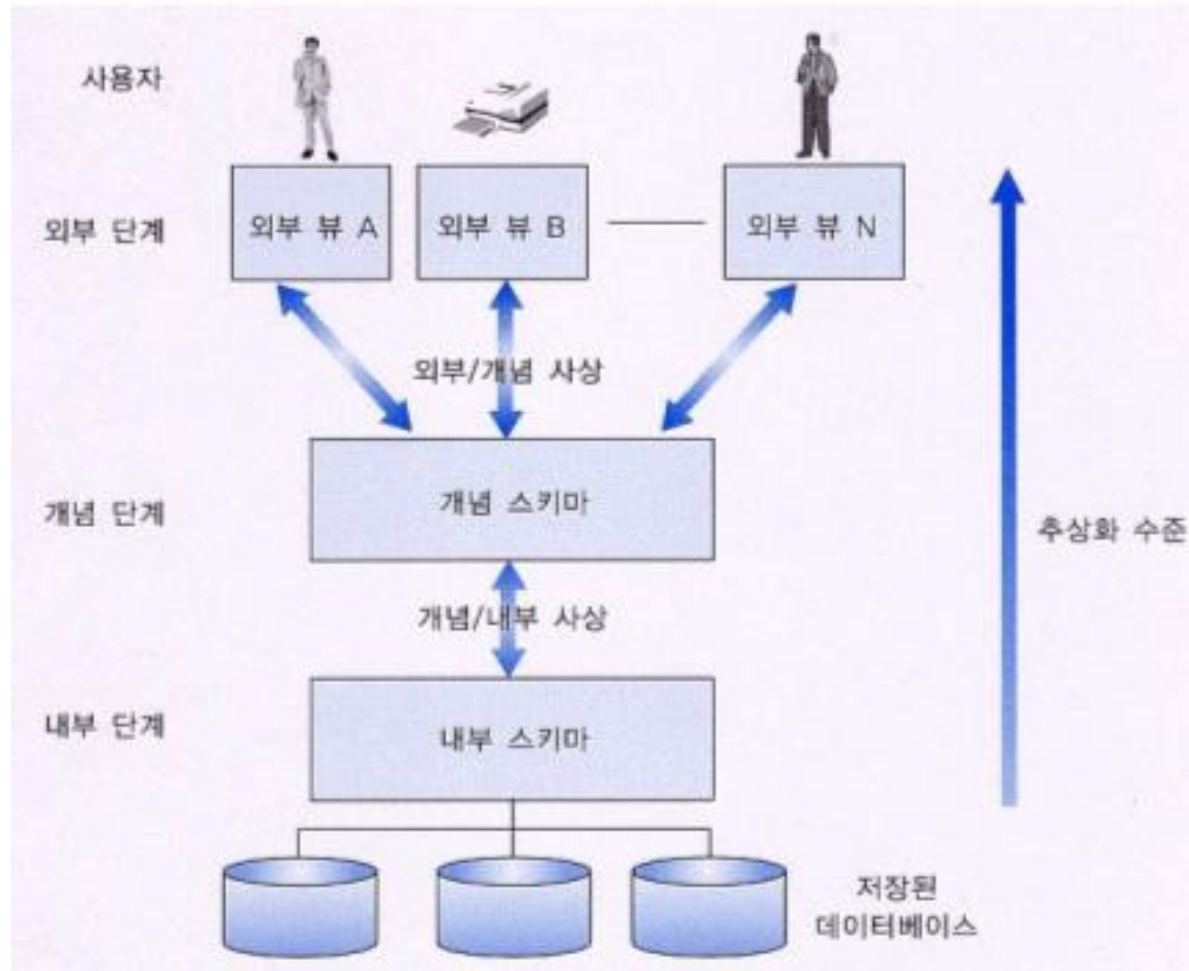 사용자
외부 단계
외부 뷰 A
외부 뷰 B
외부 뷰 N
외부/개념 사상
개념 단계
개념 스키마
추상화 수준
개념/내부 사상
내부 단계
내부 스키마
저장된
데이터베이스